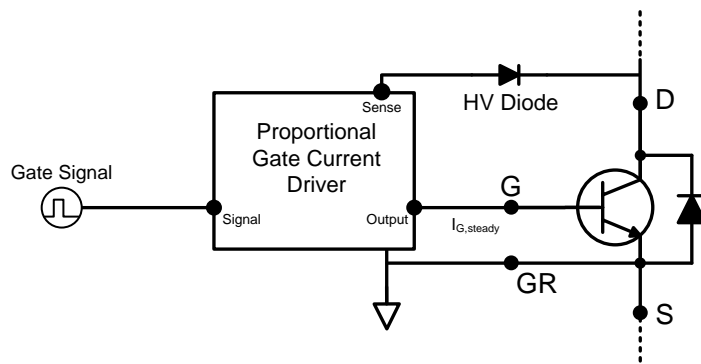 Sense
HV Diode
D
Proportional
Gate Current
Driver
Gate Signal
G
Signal
Output
I_G,steady
GR
S